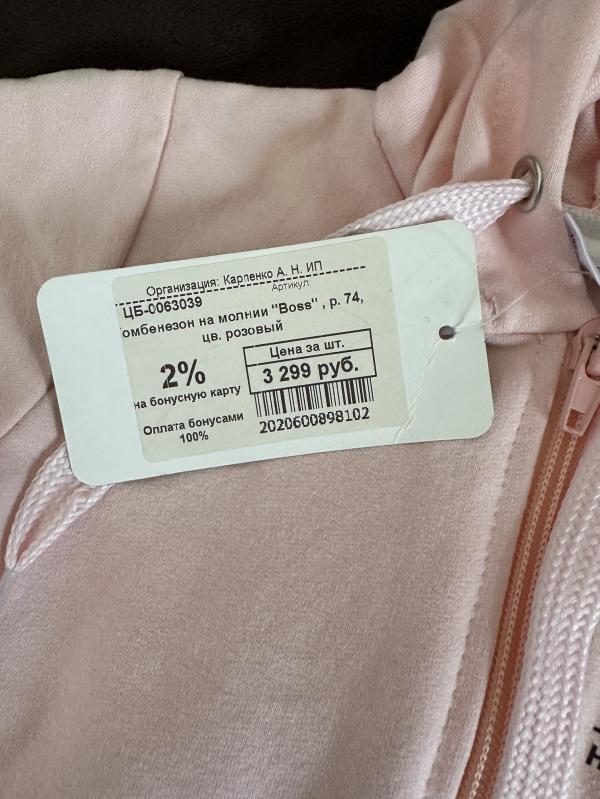 Организация: Карпенко А. Н. ИП
ЦБ-0063039
Артикул:
омбенезон на молнии "Boss" , р. 74,
цв. розовый
2%
на бонусную карту
Оплата бонусами
100%
Цена за шт.
3 299 руб.
2020600898102